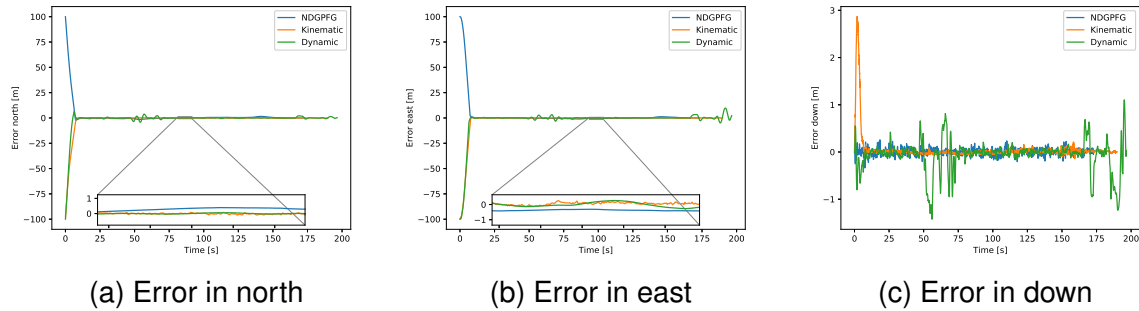 100
75
50
25
0
−25
−50
−75
−100
Error north [m]
NDGPFG
Kinematic
Dynamic
1
0
0 25 50 75 100 125 150 175 200
Time [s]
(a) Error in north
100
75
50
25
0
−25
−50
−75
−100
Error east [m]
NDGPFG
Kinematic
Dynamic
0
−1
0 25 50 75 100 125 150 175 200
Time [s]
(b) Error in east
3
2
1
0
−1
Error down [m]
NDGPFG
Kinematic
Dynamic
0 25 50 75 100 125 150 175 200
Time [s]
(c) Error in down